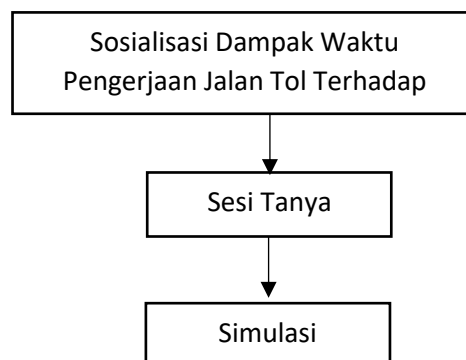 Sosialisasi Dampak Waktu
Pengerjaan Jalan Tol Terhadap
Sesi Tanya
Simulasi